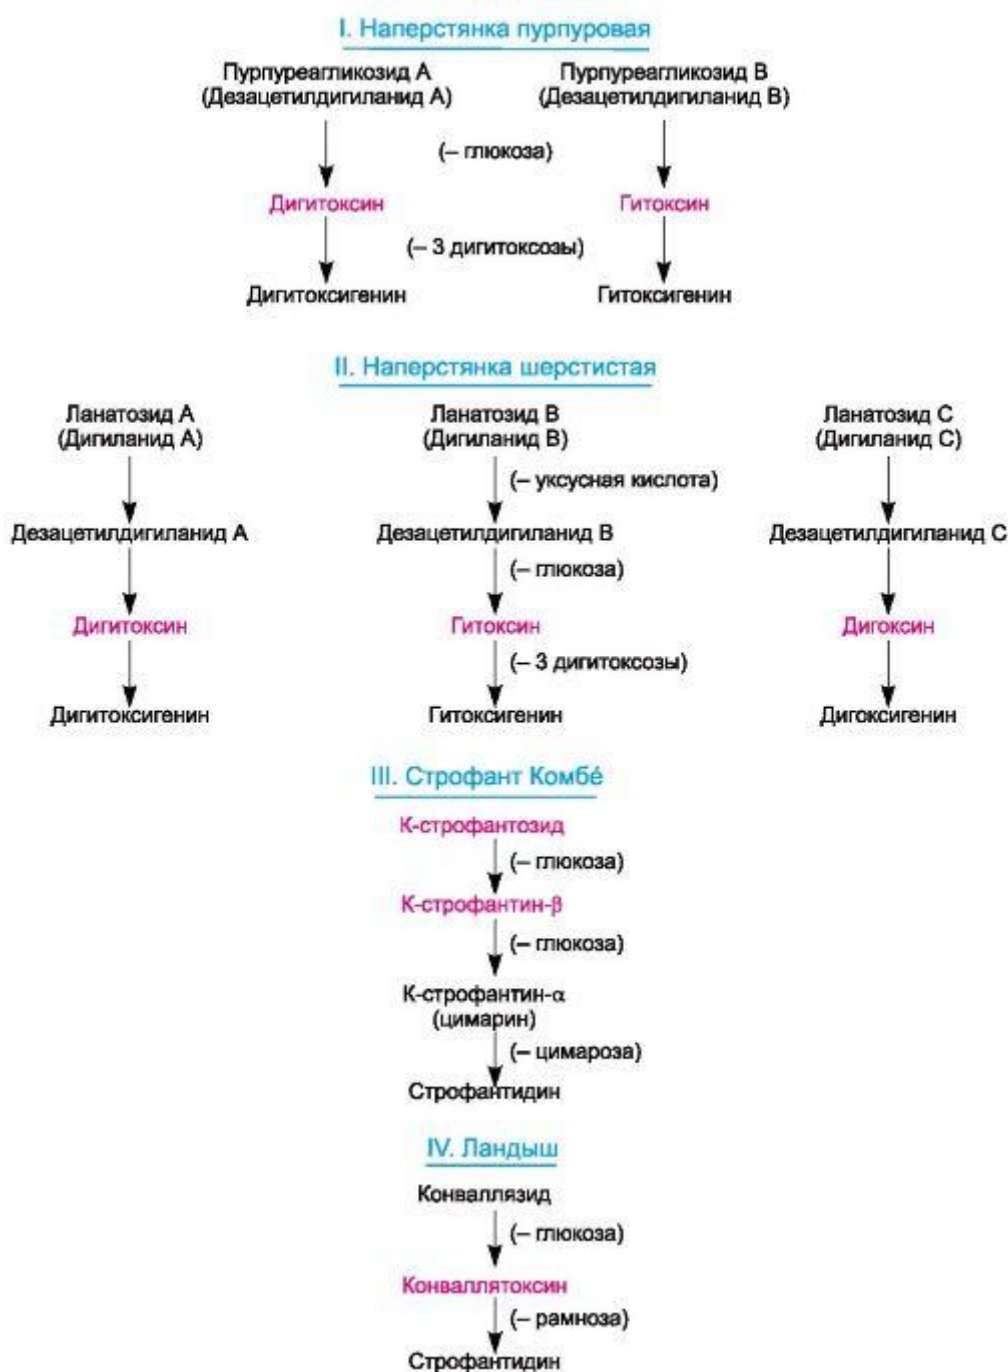 I. Наперстянка пурпуровая
Пурпуреагликозид А
(Дезацетилдигиланид А)
Пурпуреагликозид В
(Дезацетилдигиланид В)
(– глюкоза)
Дигитоксин
Гитоксин
(– 3 дигитоксозы)
Дигитоксигенин
Гитоксигенин
II. Наперстянка шерстистая
Ланатозид А
(Дигиланид А)
Ланатозид В
(Дигиланид В)
Ланатозид С
(Дигиланид С)
(– уксусная кислота)
Дезацетилдигиланид А
Дезацетилдигиланид В
Дезацетилдигиланид С
(– глюкоза)
Дигитоксин
Гитоксин
Дигоксин
(– 3 дигитоксозы)
Дигитоксигенин
Гитоксигенин
Дигоксигенин
III. Строфант Комбе́
К-строфантозид
(– глюкоза)
К-строфантин-β
(– глюкоза)
К-строфантин-α
(цимарин)
(– цимароза)
Строфантидин
IV. Ландыш
Конваллязид
(– глюкоза)
Конваллятоксин
(– рамноза)
Строфантидин